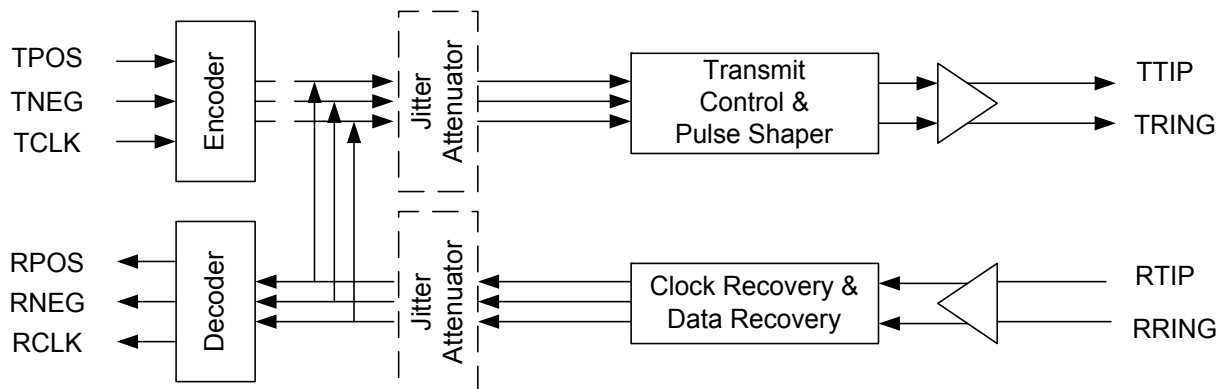 TPOS
TNEG
TCLK
Encoder
Jitter
Attenuator
Transmit
Control &
Pulse Shaper
TTIP
TRING
RPOS
RNEG
RCLK
Decoder
Jitter
Attenuator
Clock Recovery &
Data Recovery
RTIP
RRING